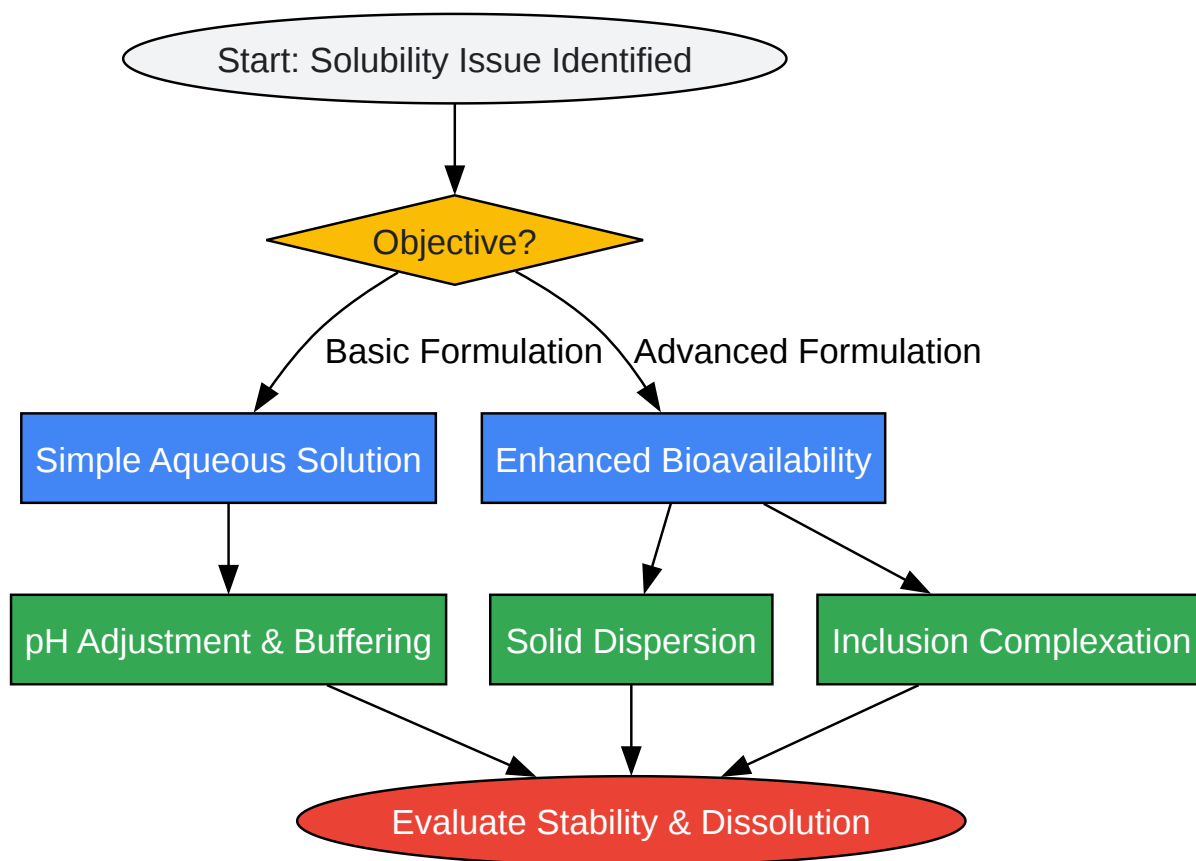 Start: Solubility Issue Identified
Objective?
Basic Formulation
Advanced Formulation
Simple Aqueous Solution
Enhanced Bioavailability
pH Adjustment & Buffering
Solid Dispersion
Inclusion Complexation
Evaluate Stability & Dissolution